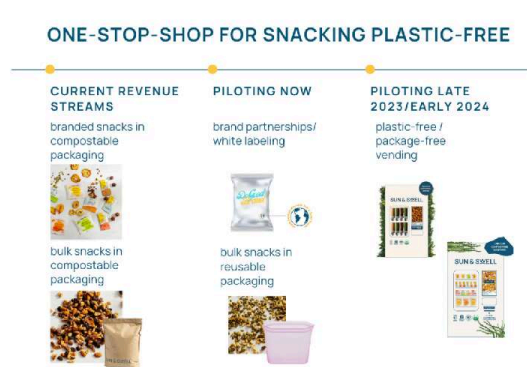 ONE-STOP-SHOP FOR SNACKING PLASTIC-FREE
CURRENT REVENUE
STREAMS
branded snacks in
compostable
packaging
bulk snacks in
compostable
packaging
PILOTING NOW
brand partnerships/
white labeling
bulk snacks in
reusable
packaging
PILOTING LATE
2023/EARLY 2024
plastic-free /
package-free
vending
SUN & SWELL
SUN & SWELL